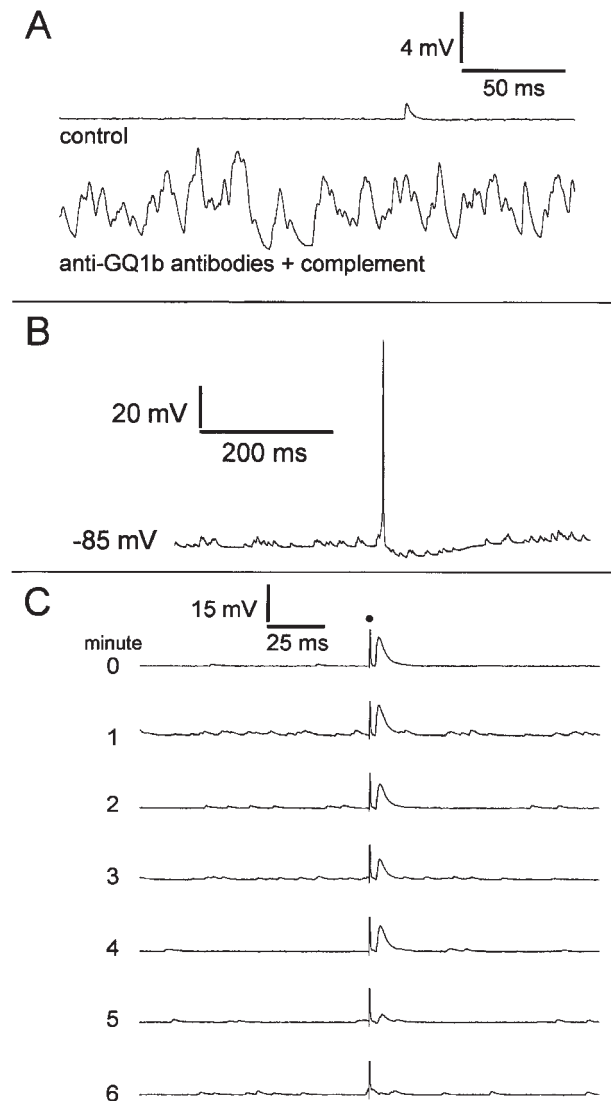 A
4 mV
50 ms
control
anti-GQ1b antibodies + complement
B
20 mV
200 ms
-85 mV
C
15 mV
25 ms
minute
0
1
2
3
4
5
6